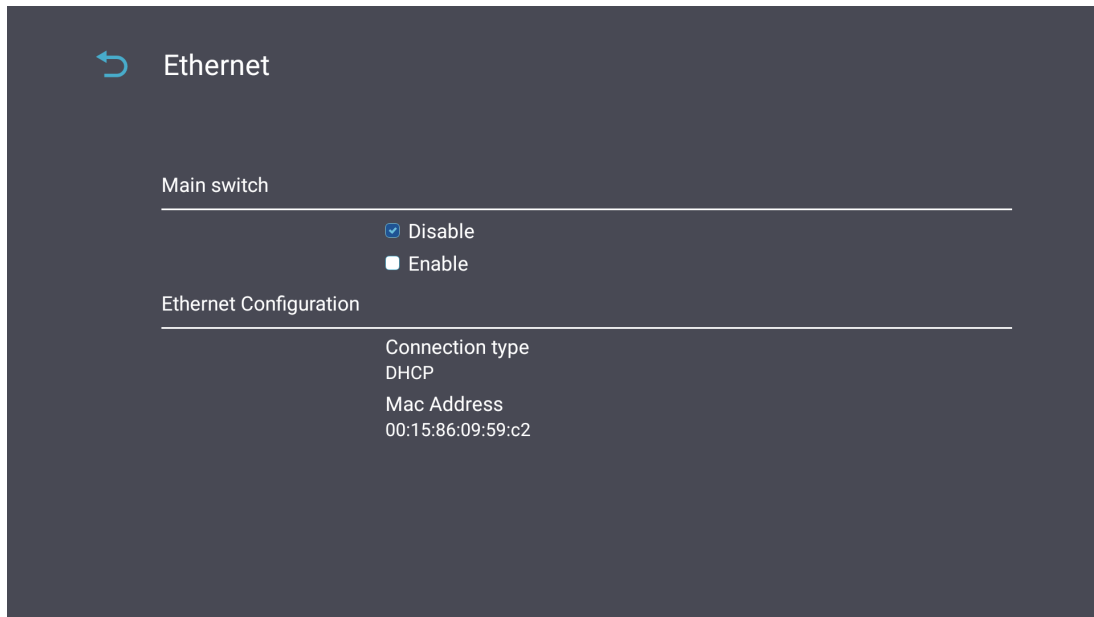 Ethernet
Main switch
Disable
Enable
Ethernet Configuration
Connection type
DHCP
Mac Address
00:15:86:09:59:c2